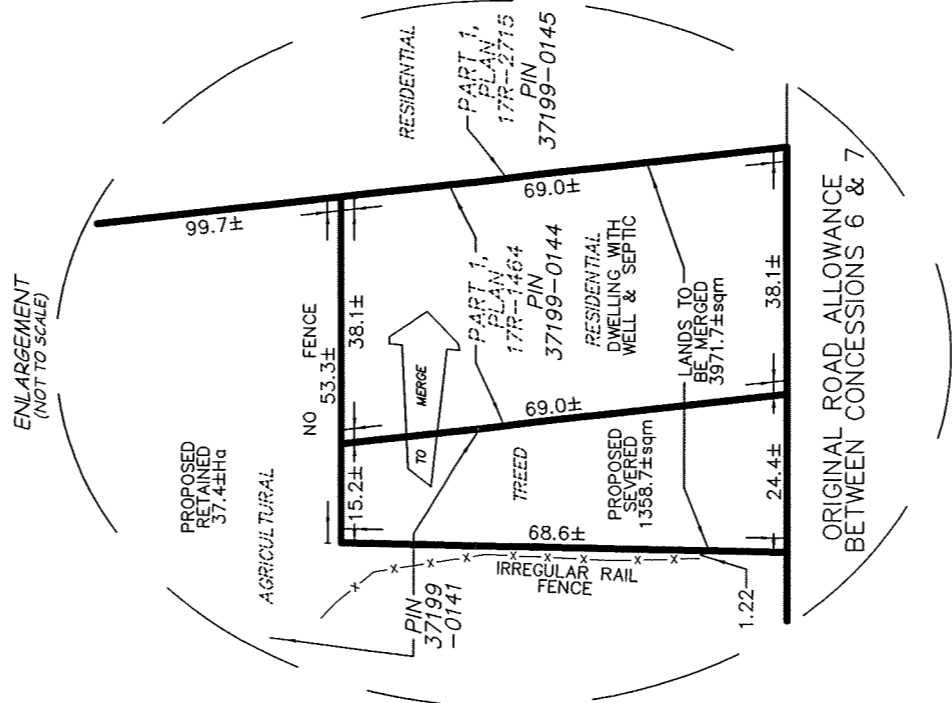 ENLARGEMENT
(NOT TO SCALE)
RESIDENTIAL
PART 1,
PLAN
17R-2715
PIN
37199-0145
99.7±
PROPOSED
RETAINED
37.4±Ha
AGRICULTURAL
NO FENCE
53.3±
15.2±
38.1±
TO MERGE
PART 1,
PLAN
17R-1464
PIN
37199-0144
RESIDENTIAL
DWELLING WITH
WELL & SEPTIC
69.0±
69.0±
TREED
68.6±
PROPOSED
SEVERED
1358.7±sqm
LANDS TO
BE MERGED
3971.7±sqm
PIN
37199
-0141
IRREGULAR RAIL
FENCE
1.22
24.4±
38.1±
ORIGINAL ROAD ALLOWANCE
BETWEEN CONCESSIONS 6 & 7